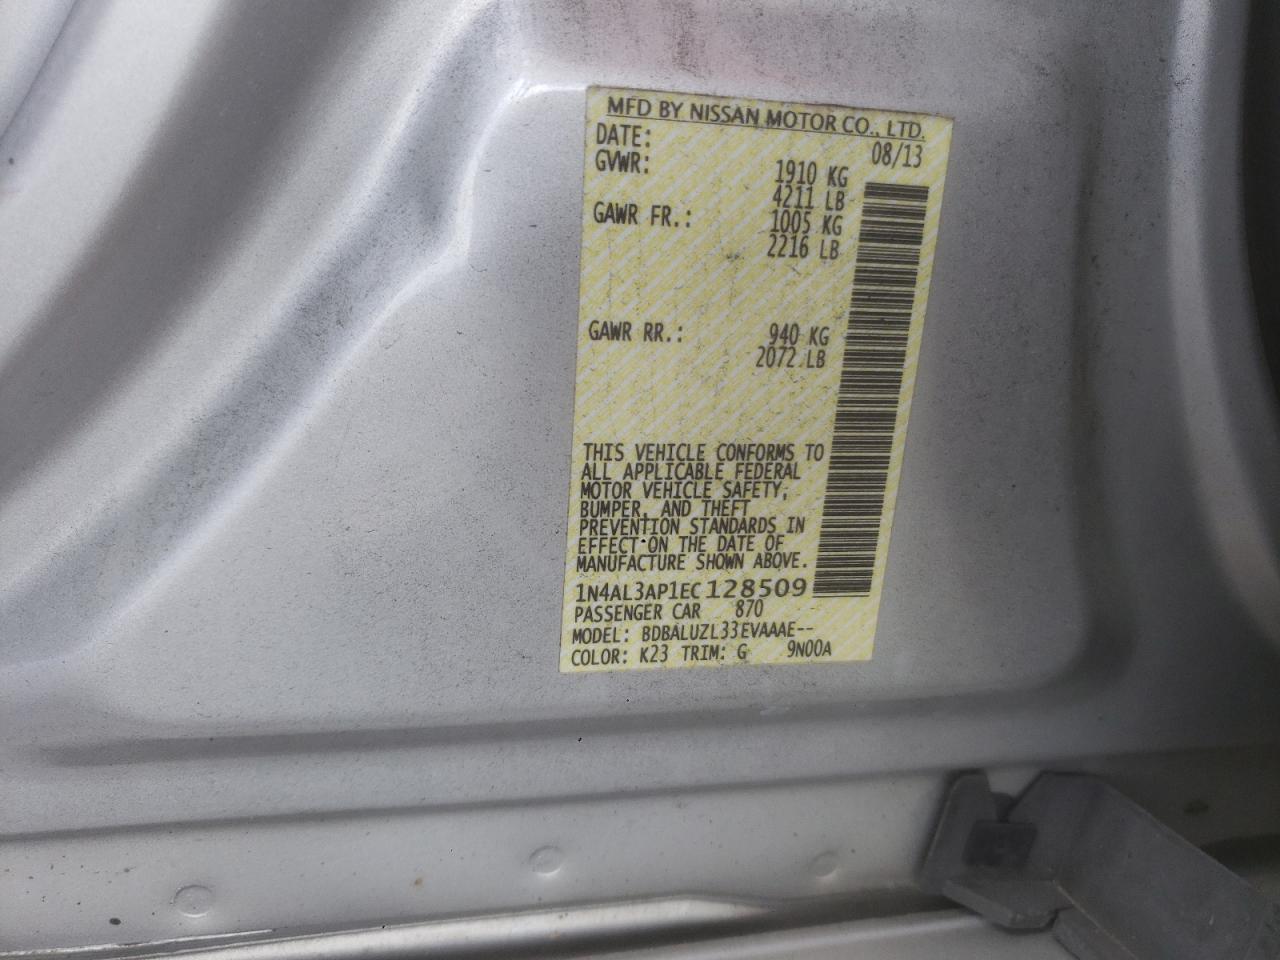 MFD BY NISSAN MOTOR CO., LTD.
DATE: 08/13
GVWR: 1910 KG
4211 LB
GAWR FR.: 1005 KG
2216 LB
GAWR RR.: 940 KG
2072 LB
THIS VEHICLE CONFORMS TO
ALL APPLICABLE FEDERAL
MOTOR VEHICLE SAFETY,
BUMPER, AND THEFT
PREVENTION STANDARDS IN
EFFECT ON THE DATE OF
MANUFACTURE SHOWN ABOVE.
1N4AL3AP1EC128509
PASSENGER CAR 870
MODEL: BDBALUZL33EVAAAE--
COLOR: K23 TRIM: G 9N00A